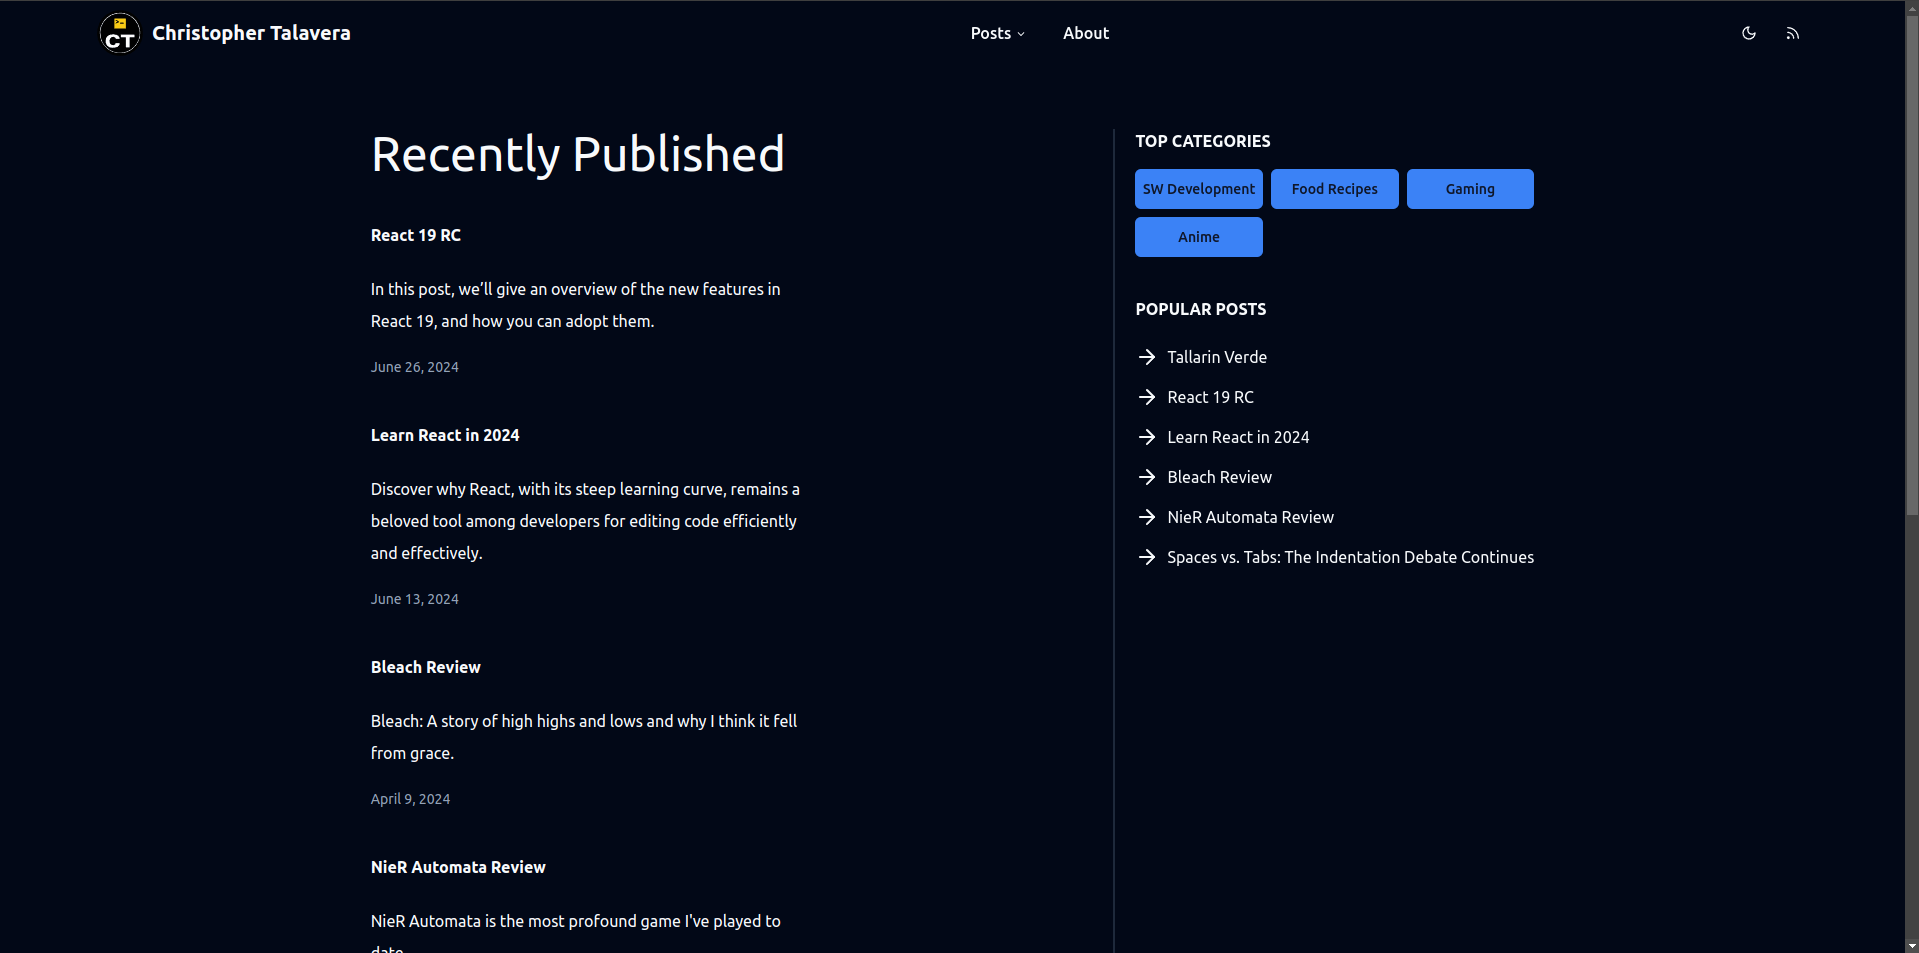 CT
Christopher Talavera
Posts
About
Recently Published
React 19 RC
In this post, we’ll give an overview of the new features in
React 19, and how you can adopt them.
June 26, 2024
Learn React in 2024
Discover why React, with its steep learning curve, remains a
beloved tool among developers for editing code efficiently
and effectively.
June 13, 2024
Bleach Review
Bleach: A story of high highs and lows and why I think it fell
from grace.
April 9, 2024
NieR Automata Review
NieR Automata is the most profound game I've played to
date.
TOP CATEGORIES
SW Development
Food Recipes
Gaming
Anime
POPULAR POSTS
Tallarin Verde
React 19 RC
Learn React in 2024
Bleach Review
NieR Automata Review
Spaces vs. Tabs: The Indentation Debate Continues